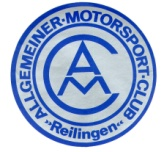 ALLGEMEINER·MOTORSPORT·CLUB
ACM
»Reilingen«